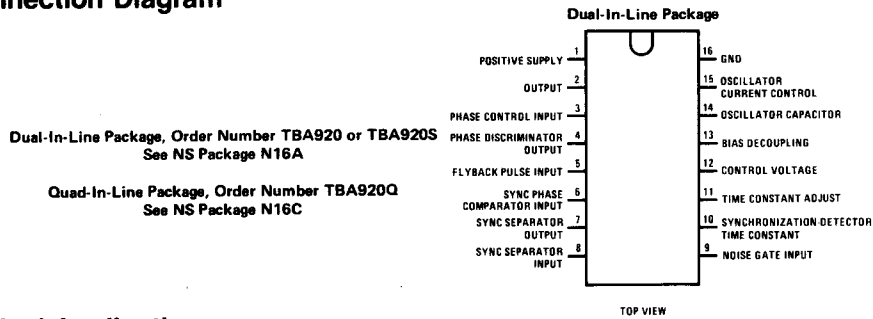 nnection Diagram
Dual-In-Line Package
Dual-In-Line Package, Order Number TBA920 or TBA920S
See NS Package N16A
Quad-In-Line Package, Order Number TBA920Q
See NS Package N16C
POSITIVE SUPPLY 1
OUTPUT 2
PHASE CONTROL INPUT 3
PHASE DISCRIMINATOR 4
OUTPUT
FLYBACK PULSE INPUT 5
SYNC PHASE 6
COMPARATOR INPUT
SYNC SEPARATOR 7
OUTPUT
SYNC SEPARATOR 8
INPUT
16 GND
15 OSCILLATOR
CURRENT CONTROL
14 OSCILLATOR CAPACITOR
13 BIAS DECOUPLING
12 CONTROL VOLTAGE
11 TIME CONSTANT ADJUST
10 SYNCHRONIZATION-DETECTOR
TIME CONSTANT
9 NOISE GATE INPUT
TOP VIEW